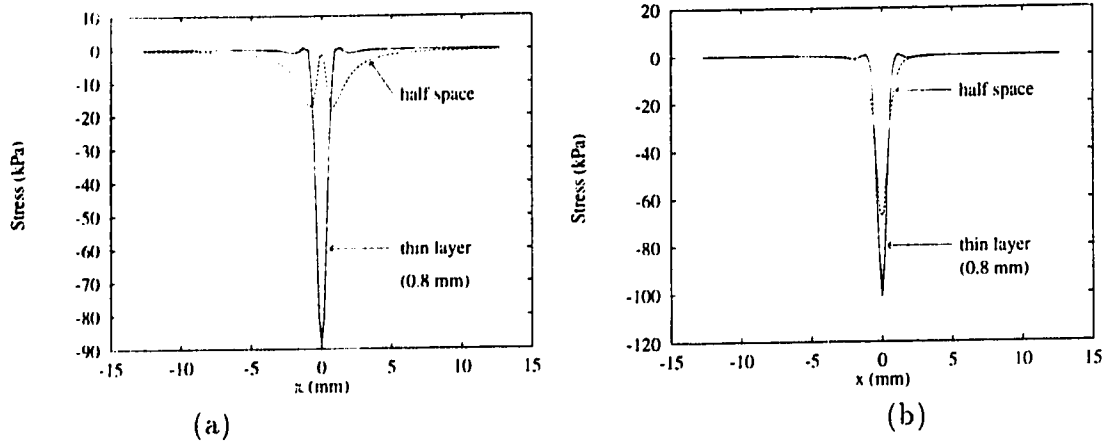 10
0
-10
-20
-30
-40
-50
-60
-70
-80
-90
Stress (kPa)
half space
thin layer
(0.8 mm)
-15 -10 -5 0 5 10 15
x (mm)
(a)
20
0
-20
-40
-60
-80
-100
-120
Stress (kPa)
half space
thin layer
(0.8 mm)
-15 -10 -5 0 5 10 15
x (mm)
(b)